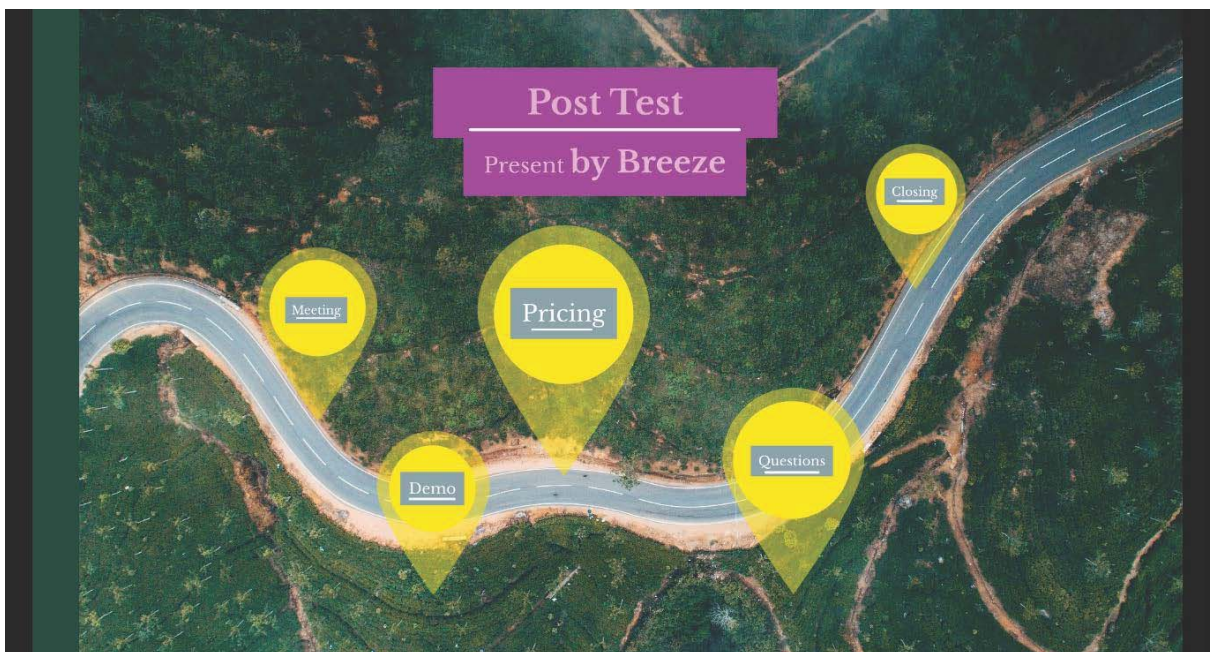 Post Test
Present by Breeze
Meeting
Demo
Pricing
Questions
Closing